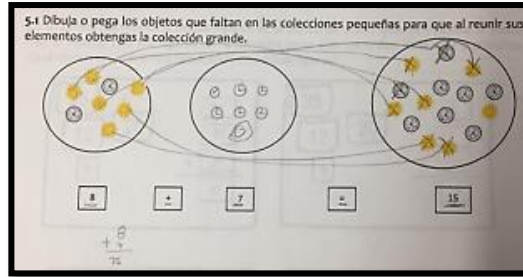 5.1 Dibuja o pega los objetos que faltan en las colecciones pequeñas para que al reunir sus
elementos obtengas la colección grande.
8 + 7 = 15
8
+ 7
15